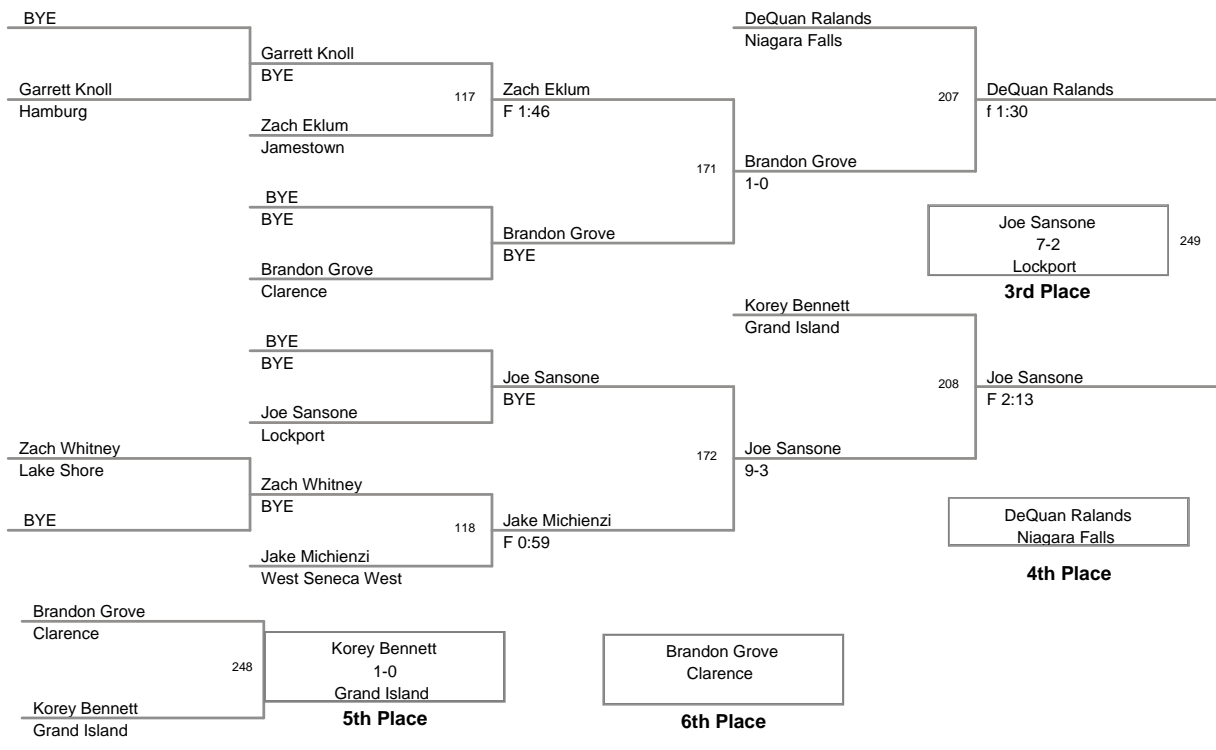 BYE
Garrett Knoll
Hamburg
Garrett Knoll
BYE
117
Zach Eklum
Jamestown
Zach Eklum
F 1:46
BYE
BYE
Brandon Grove
Clarence
Brandon Grove
BYE
171
Brandon Grove
1-0
DeQuan Ralands
Niagara Falls
207
DeQuan Ralands
f 1:30
Joe Sansone
7-2
Lockport
249
3rd Place
BYE
BYE
Joe Sansone
Lockport
Joe Sansone
BYE
Zach Whitney
Lake Shore
BYE
Zach Whitney
BYE
118
Jake Michienzi
West Seneca West
Jake Michienzi
F 0:59
172
Joe Sansone
9-3
Korey Bennett
Grand Island
208
Joe Sansone
F 2:13
DeQuan Ralands
Niagara Falls
4th Place
Brandon Grove
Clarence
248
Korey Bennett
Grand Island
Korey Bennett
1-0
Grand Island
5th Place
Brandon Grove
Clarence
6th Place